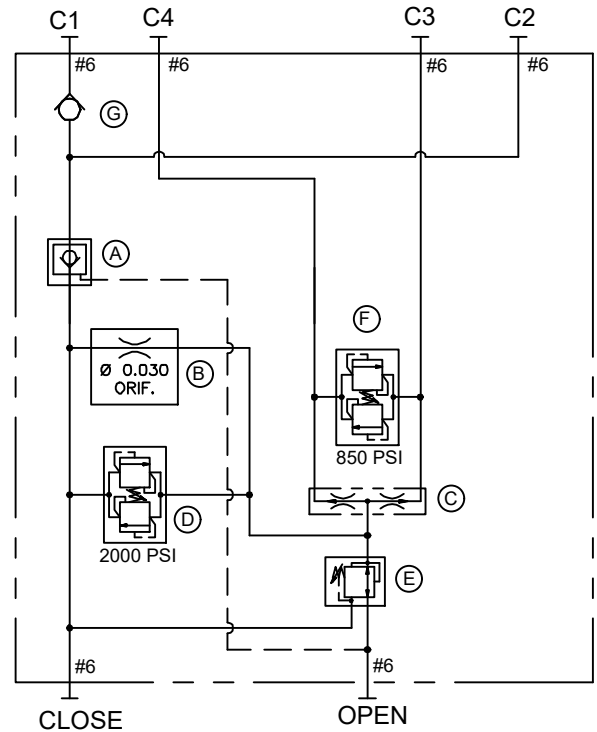 C1 C4 C3 C2
#6 #6 #6 #6
G
A
F
B
Ø 0.030
ORIF.
850 PSI
C
D
2000 PSI
E
#6 #6
CLOSE OPEN